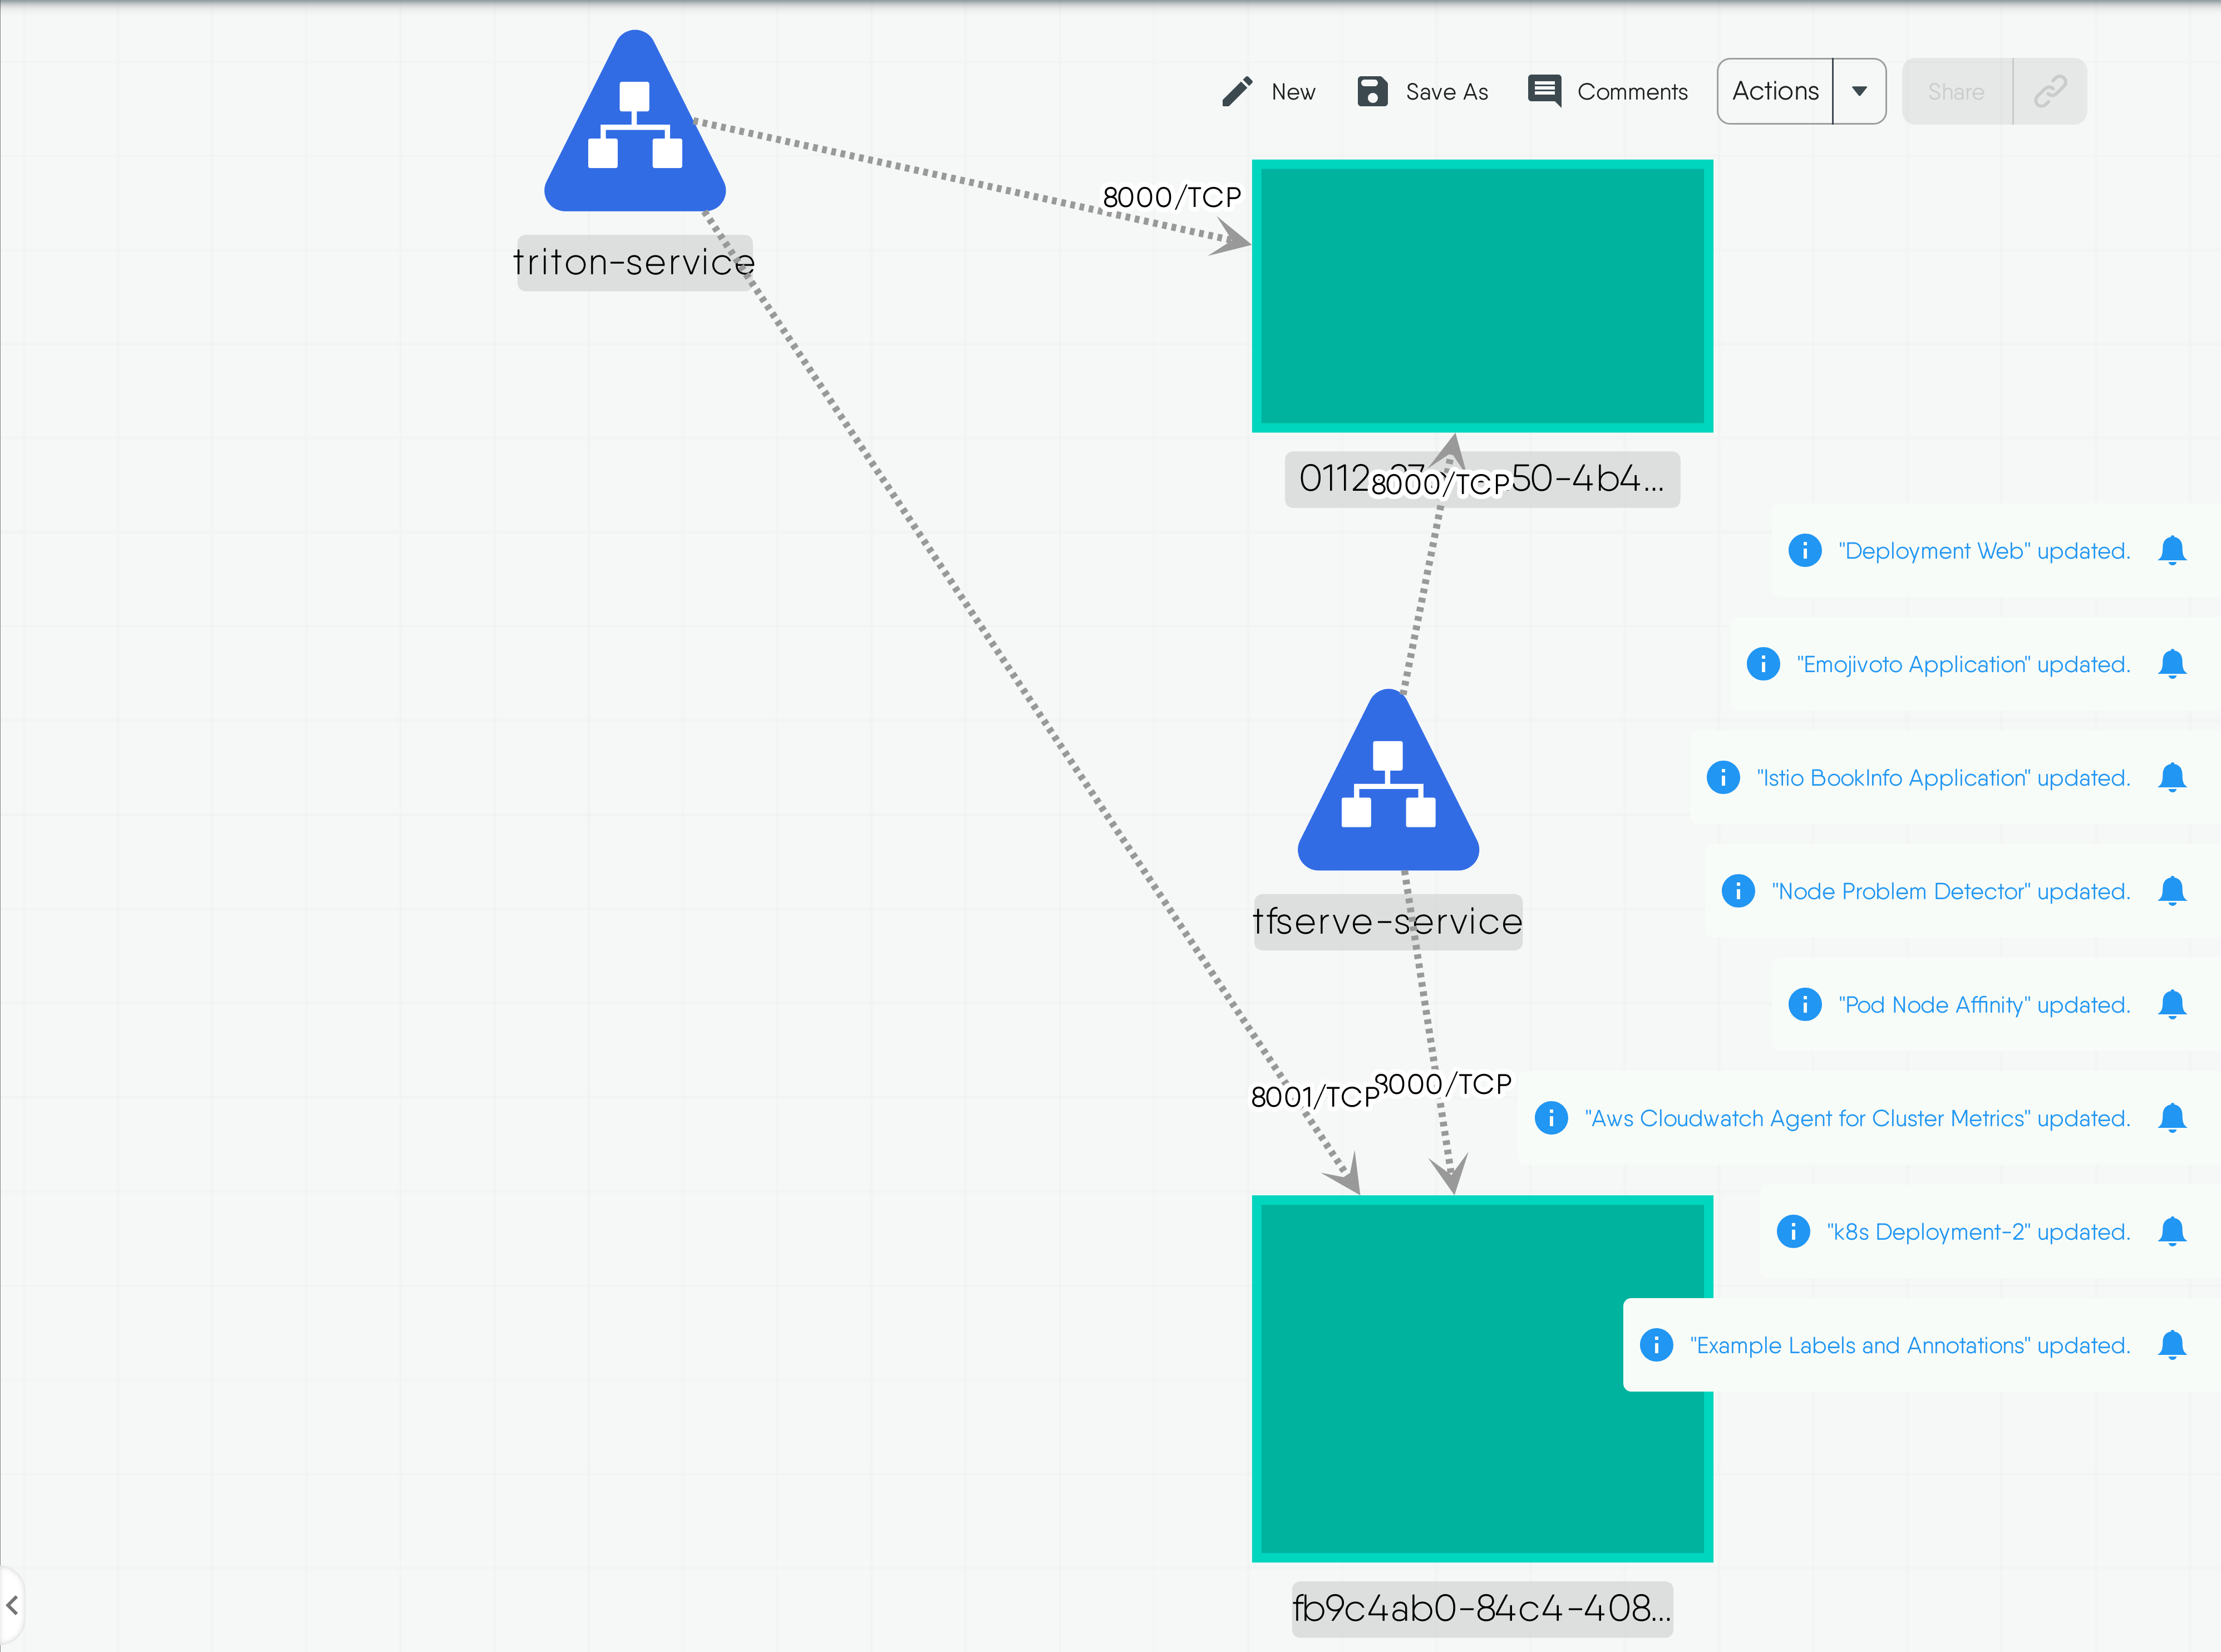 New
Save As
Comments
Actions
Share
triton-service
8000/TCP
8000/TCP
50-4b4...
"Deployment Web" updated.
"Emojivoto Application" updated.
"Istio BookInfo Application" updated.
"Node Problem Detector" updated.
tfserve-service
"Pod Node Affinity" updated.
8001/TCP
8000/TCP
"Aws Cloudwatch Agent for Cluster Metrics" updated.
"k8s Deployment-2" updated.
"Example Labels and Annotations" updated.
fb9c4ab0-84c4-408...